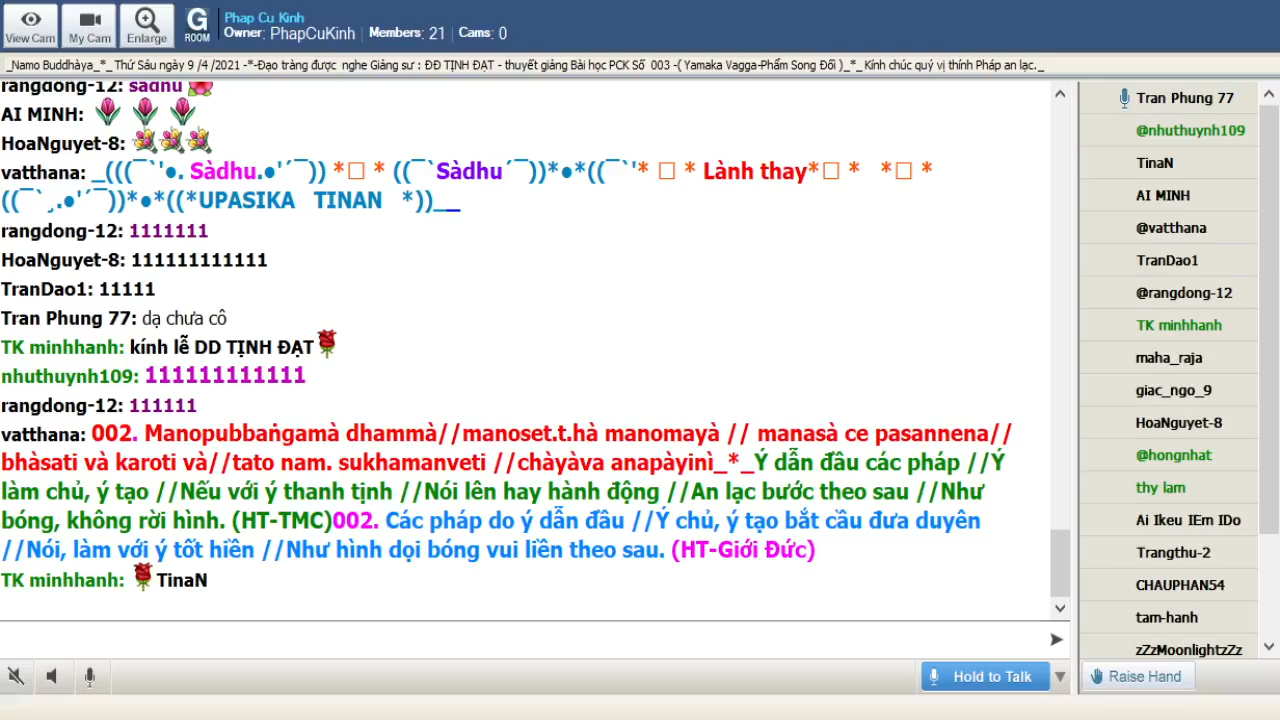 View Cam
My Cam
Enlarge
G
ROOM
Phap Cu Kinh
Owner: PhapCuKinh Members: 21 Cams: 0
_Namo Buddhàya_*_ Thứ Sáu ngày 9 /4 /2021 -*-Đạo tràng được nghe Giảng sư : ĐĐ TỊNH ĐẠT - thuyết giảng Bài học PCK Số 003 -( Yamaka Vagga-Phẩm Song Đối )_*_ Kính chúc quý vị thính Pháp an lạc._
rangdong-12: sadhu
AI MINH:
HoaNguyet-8:
vatthana: _(((¯`'●. Sàdhu.●'´¯)) *□ * ((¯`Sàdhu´¯))*●*((¯`'* □ * Lành thay*□ * *□ *
((¯`¸.●'´¯))*●*((*UPASIKA TINAN *))__
rangdong-12: 1111111
HoaNguyet-8: 111111111111
TranDao1: 11111
Tran Phung 77: dạ chưa cô
TK minhhanh: kính lễ DD TỊNH ĐẠT
nhuthuynh109: 111111111111
rangdong-12: 111111
vatthana: 002. Manopubbaṅgamà dhammà//manoset.t.hà manomayà // manasà ce pasannena//
bhàsati và karoti và//tato nam. sukhamanveti //chàyàva anapàyinì_*_Ý dẫn đầu các pháp //Ý
làm chủ, ý tạo //Nếu với ý thanh tịnh //Nói lên hay hành động //An lạc bước theo sau //Như
bóng, không rời hình. (HT-TMC)002. Các pháp do ý dẫn đầu //Ý chủ, ý tạo bắt cầu đưa duyên
//Nói, làm với ý tốt hiền //Như hình dọi bóng vui liền theo sau. (HT-Giới Đức)
TK minhhanh: TinaN
Hold to Talk
Tran Phung 77
@nhuthuynh109
TinaN
AI MINH
@vatthana
TranDao1
@rangdong-12
TK minhhanh
maha_raja
giac_ngo_9
HoaNguyet-8
@hongnhat
thy lam
Ai Ikeu IEm IDo
Trangthu-2
CHAUPHAN54
tam-hanh
zZzMoonlightzZz
Raise Hand